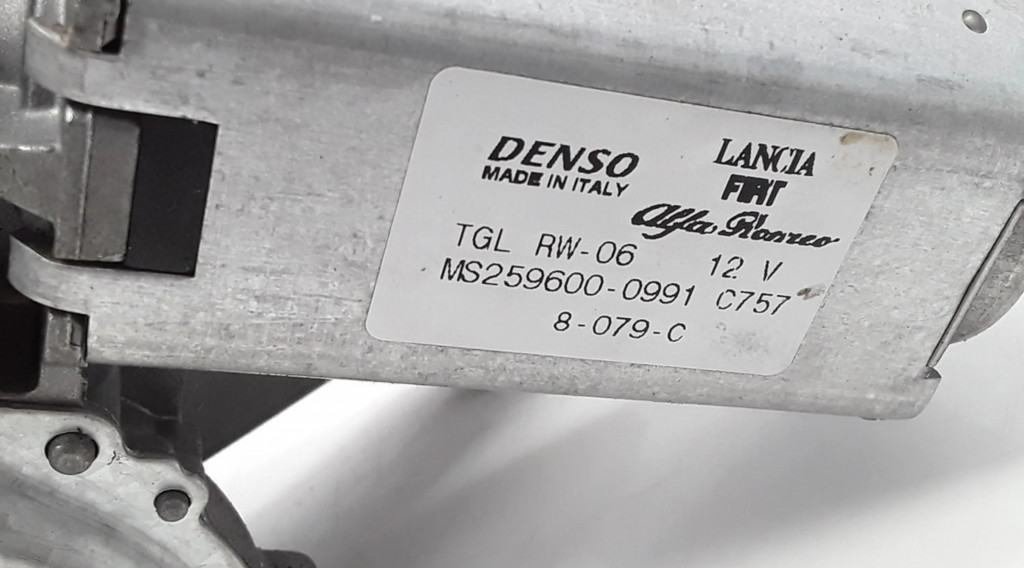 DENSO
MADE IN ITALY
LANCIA
FIAT
Alfa Romeo
TGL RW-06 12 V
MS259600-0991 C757
8-079-C